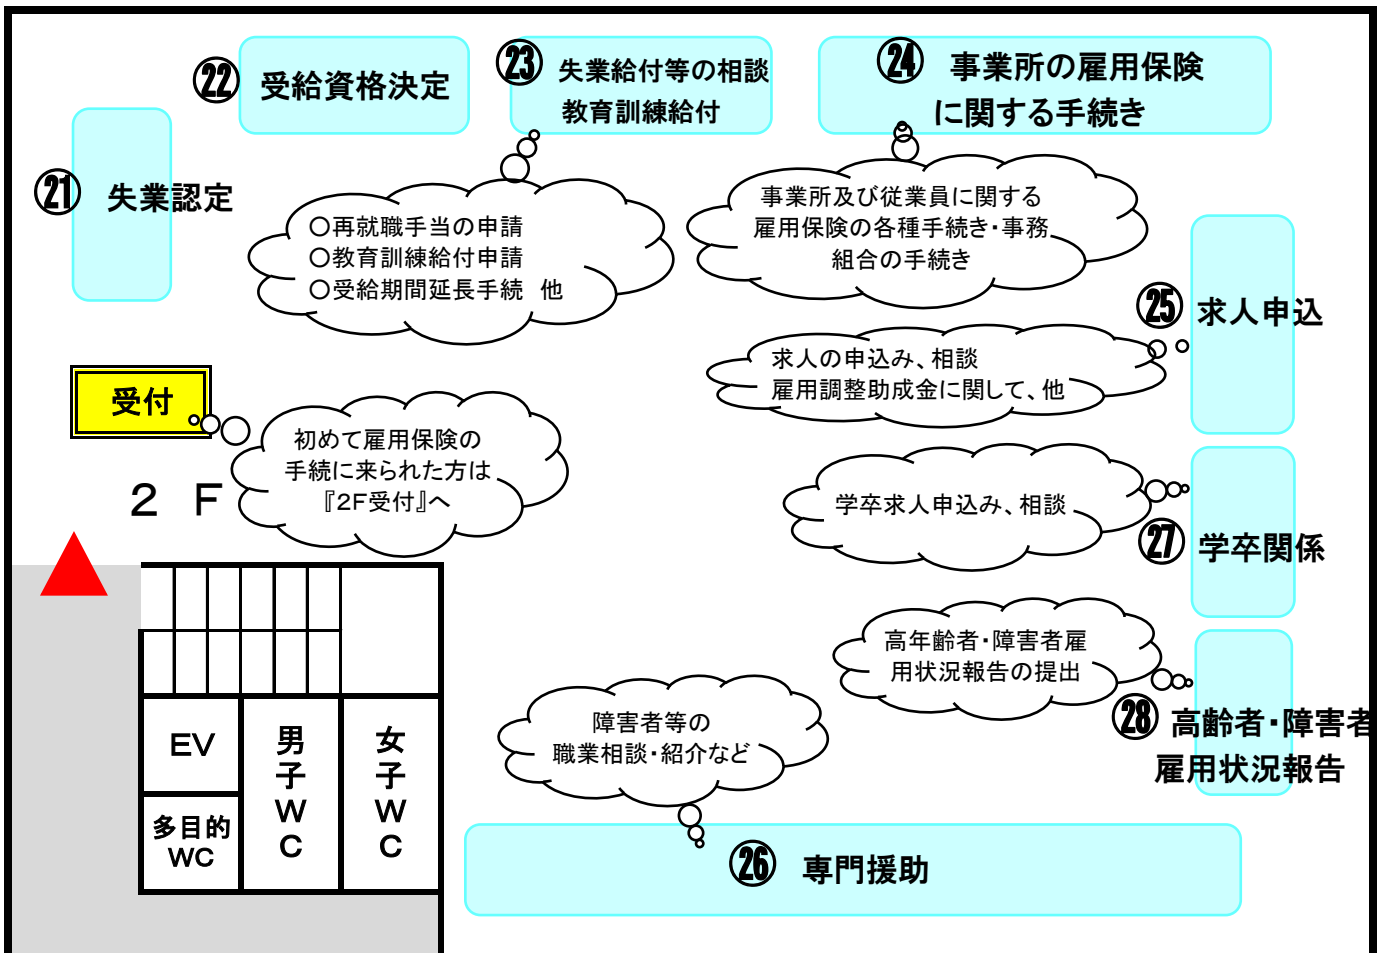 ㉒ 受給資格決定
㉓ 失業給付等の相談
教育訓練給付
㉔ 事業所の雇用保険
に関する手続き
㉑ 失業認定
○再就職手当の申請
○教育訓練給付申請
○受給期間延長手続　他
事業所及び従業員に関する
雇用保険の各種手続き・事務
組合の手続き
㉕ 求人申込
求人の申込み、相談
雇用調整助成金に関して、他
受付
初めて雇用保険の
手続に来られた方は
『2F受付』へ
２ F
学卒求人申込み、相談
㉗ 学卒関係
高年齢者・障害者雇
用状況報告の提出
㉘ 高齢者・障害者
雇用状況報告
障害者等の
職業相談・紹介など
㉖ 専門援助
EV
多目的
WC
男子WC
女子WC